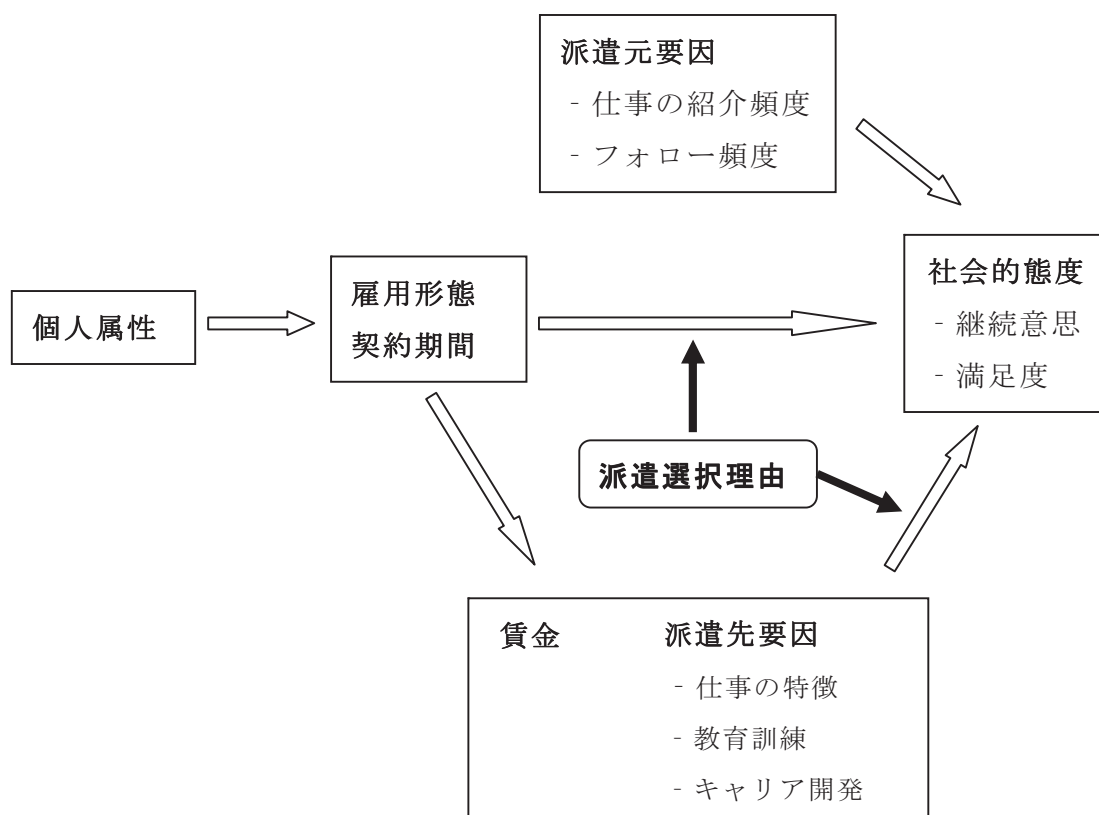 派遣元要因
- 仕事の紹介頻度
- フォロー頻度
社会的態度
- 継続意思
- 満足度
個人属性
雇用形態
契約期間
派遣選択理由
賃金
派遣先要因
- 仕事の特徴
- 教育訓練
- キャリア開発